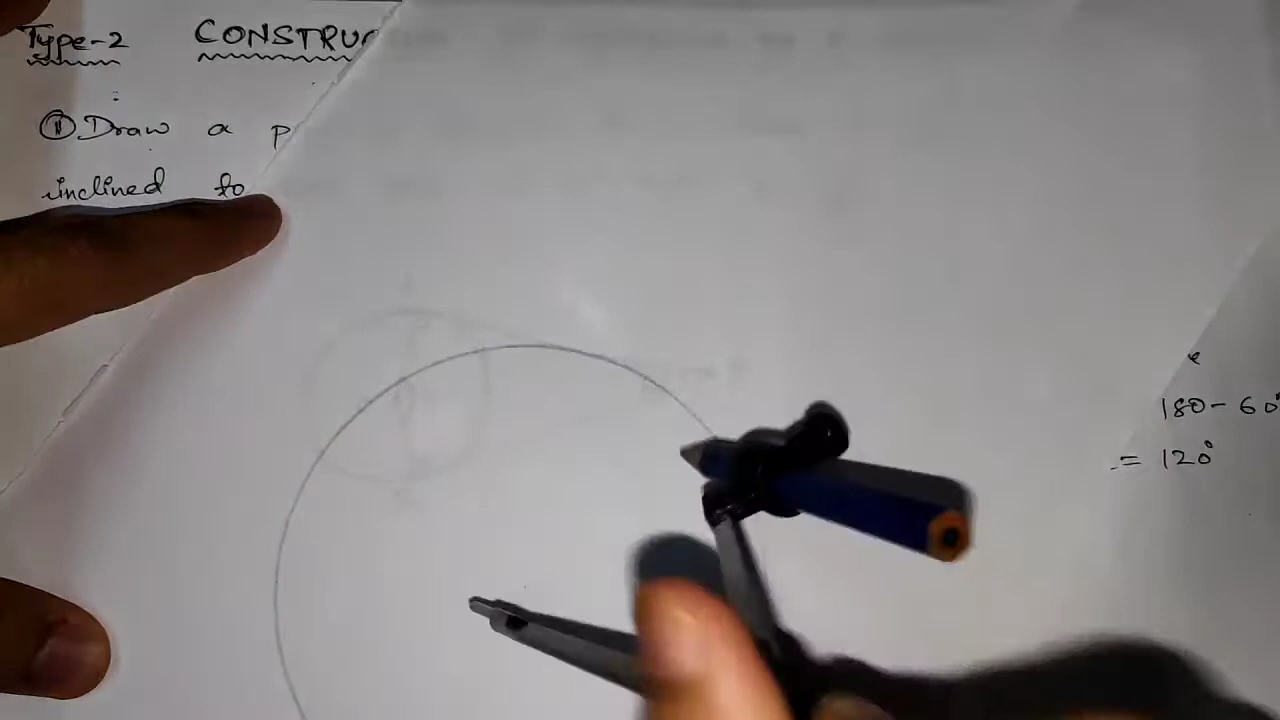 Type-2 CONSTRUC
① Draw a p
inclined to
180-60°
= 120°